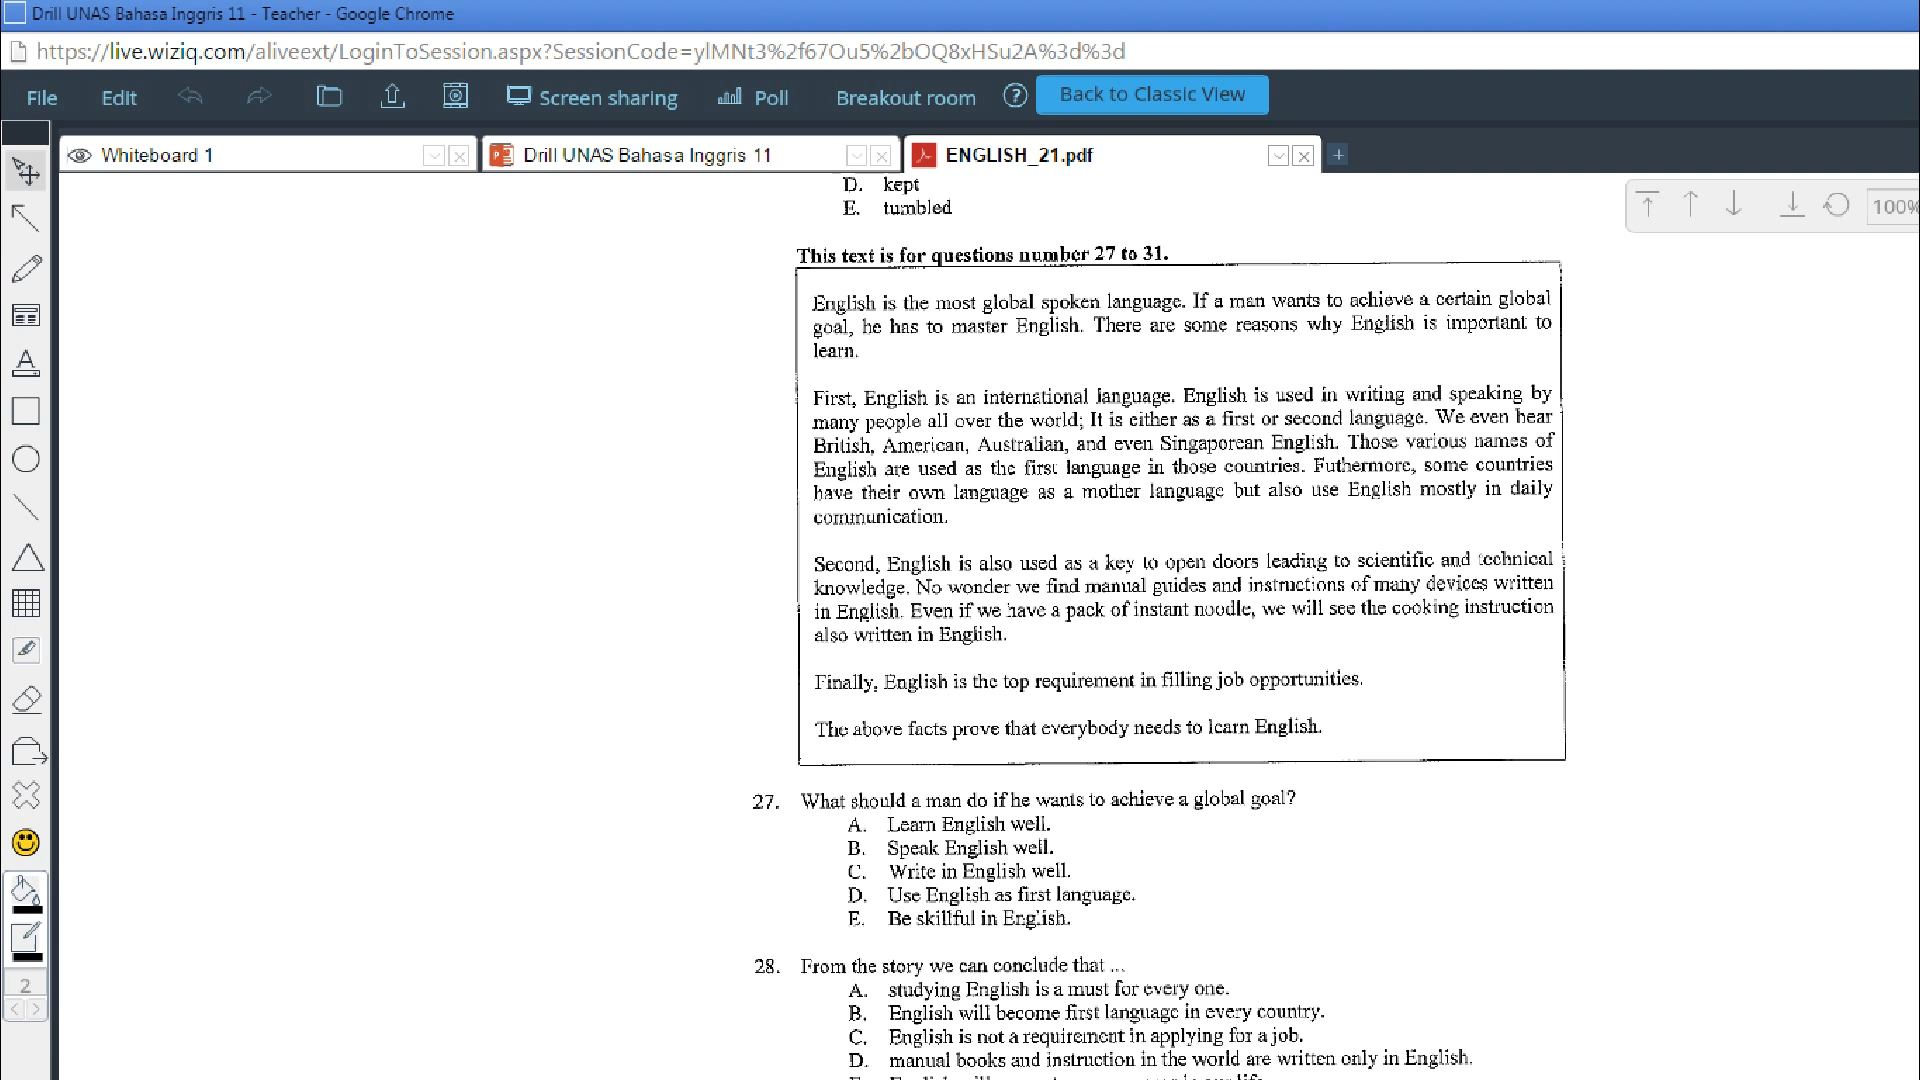 Drill UNAS Bahasa Inggris 11 - Teacher - Google Chrome
https://live.wiziq.com/aliveext/LoginToSession.aspx?SessionCode=ylMNt3%2f67Ou5%2bOQ8xHSu2A%3d%3d
File Edit Screen sharing Poll Breakout room ? Back to Classic View
Whiteboard 1 Drill UNAS Bahasa Inggris 11 ENGLISH_21.pdf +
100%
D. kept
E. tumbled
This text is for questions number 27 to 31.
English is the most global spoken language. If a man wants to achieve a certain global
goal, he has to master English. There are some reasons why English is important to
learn.
First, English is an international language. English is used in writing and speaking by
many people all over the world; It is either as a first or second language. We even hear
British, American, Australian, and even Singaporean English. Those various names of
English are used as the first language in those countries. Futhermore, some countries
have their own language as a mother language but also use English mostly in daily
communication.
Second, English is also used as a key to open doors leading to scientific and technical
knowledge. No wonder we find manual guides and instructions of many devices written
in English. Even if we have a pack of instant noodle, we will see the cooking instruction
also written in English.
Finally, English is the top requirement in filling job opportunities.
The above facts prove that everybody needs to learn English.
27. What should a man do if he wants to achieve a global goal?
A. Learn English well.
B. Speak English well.
C. Write in English well.
D. Use English as first language.
E. Be skillful in English.
28. From the story we can conclude that ...
A. studying English is a must for every one.
B. English will become first language in every country.
C. English is not a requirement in applying for a job.
D. manual books and instruction in the world are written only in English.
2